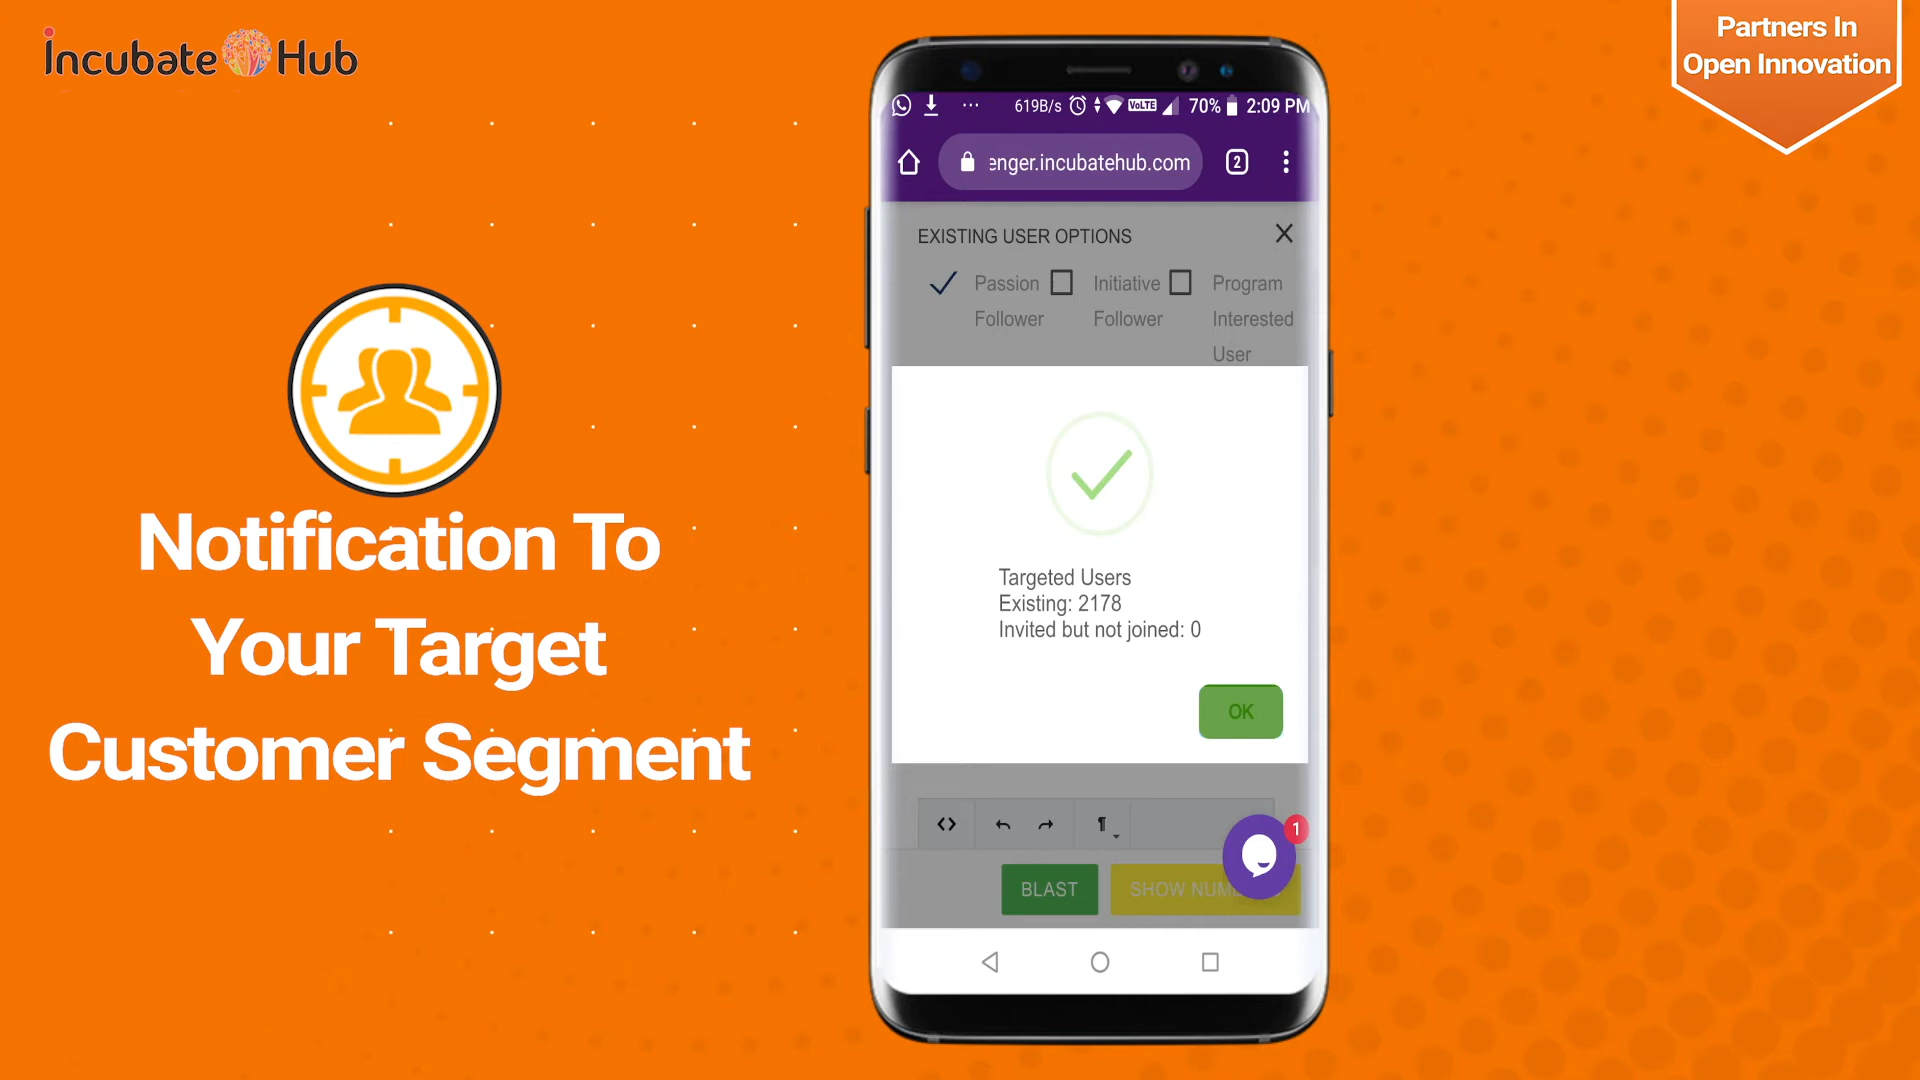 incubate Hub
Partners In
Open Innovation
Notification To
Your Target
Customer Segment
619B/s VoLTE 70% 2:09 PM
enger.incubatehub.com 2
EXISTING USER OPTIONS
Passion Follower
Initiative Follower
Program Interested User
Targeted Users
Existing: 2178
Invited but not joined: 0
OK
1
BLAST
SHOW